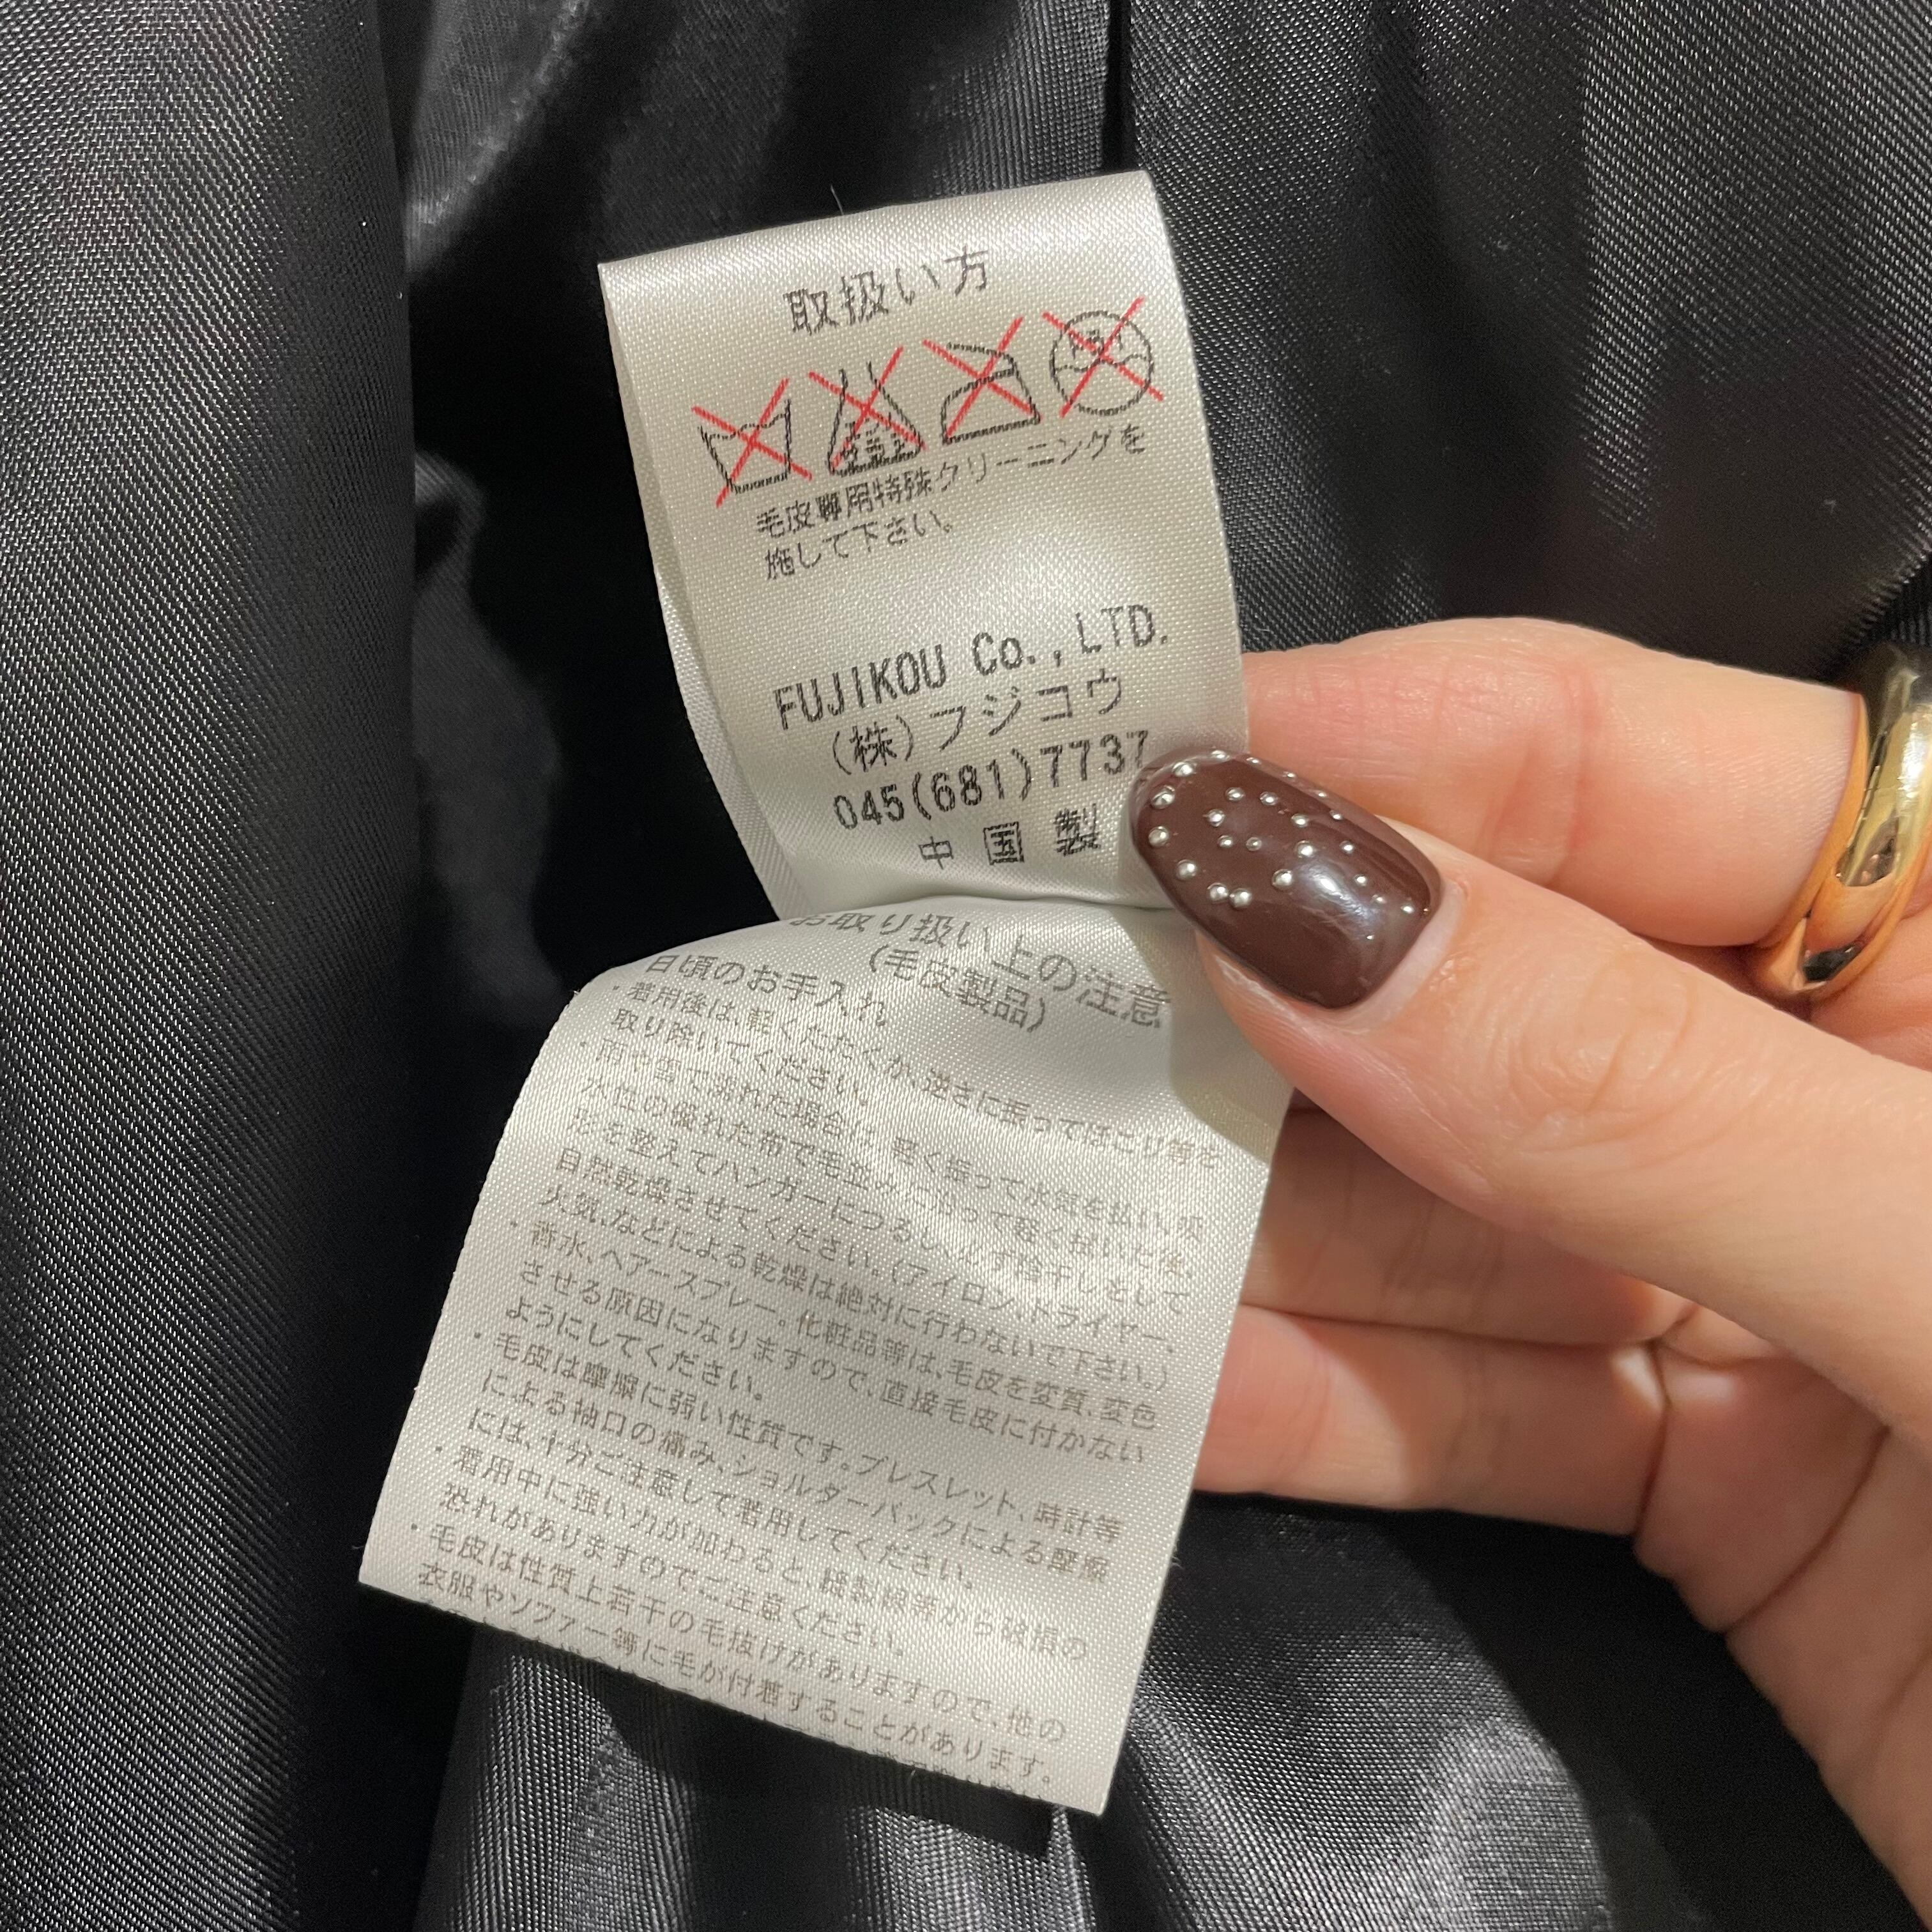 取扱い方
毛皮専用特殊クリーニングを
施して下さい。
FUJIKOU Co.,LTD.
(株)フジコウ
045(681)7737
中国製
お取り扱い上の注意
(毛皮製品)
日頃のお手入れ
・着用後は、軽くたたくか、逆さに振ってほこり等を
取り除いてください。
・雨や雪で濡れた場合は、軽く振って水気を払い、吸
水性の優れた布で毛並みに沿って軽く拭いた後、
形を整えてハンガーにつるし、必ず陰干しとして
自然乾燥させてください。(アイロン、ドライヤー、
火気、などによる乾燥は絶対に行わないで下さい。)
・香水、ヘアースプレー。化粧品等は、毛皮を変質、変色
させる原因になりますので、直接毛皮に付かない
ようにしてください。
・毛皮は摩擦に弱い性質です。ブレスレット、時計等
による袖口の痛み、ショルダーバックによる摩擦
には、十分ご注意して着用してください。
・着用中に強い力が加わると、縫製線等から破損の
恐れがありますのでご注意ください。
・毛皮は性質上若干の毛抜けがありますので、他の
衣服やソファー等に毛が付着することがあります。